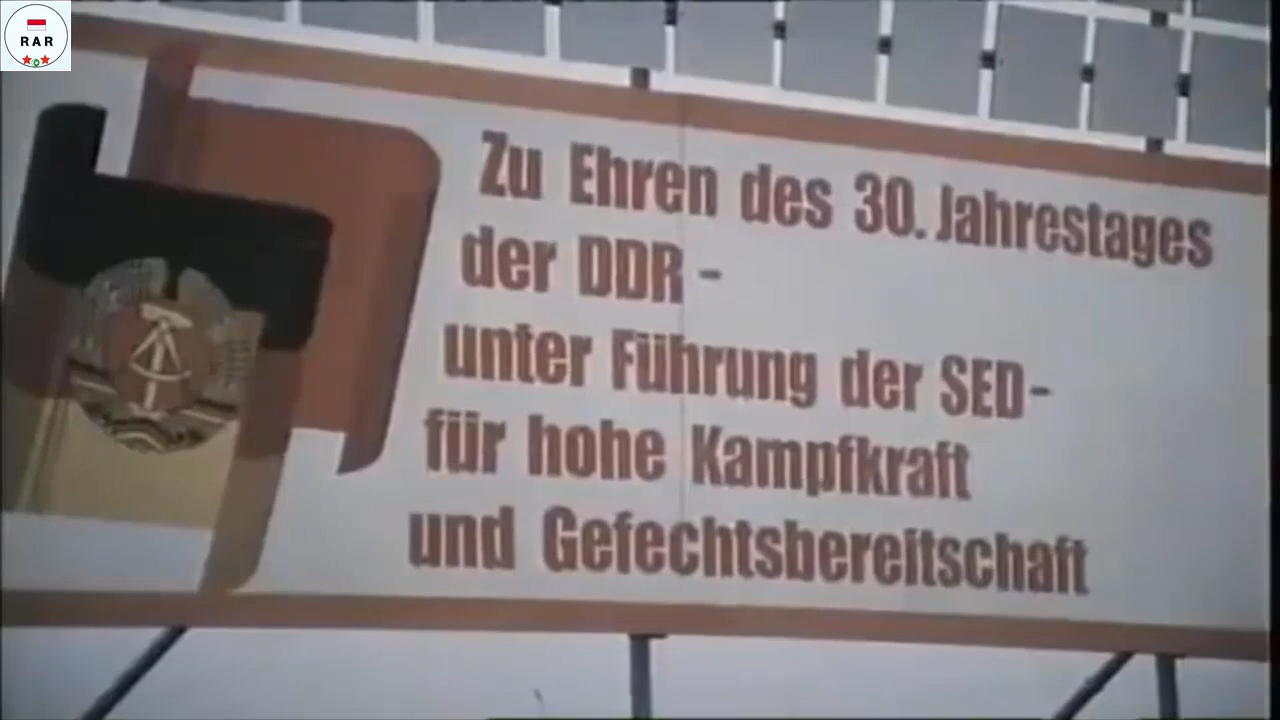 RAR
Zu Ehren des 30. Jahrestages
der DDR -
unter Führung der SED -
für hohe Kampfkraft
und Gefechtsbereitschaft